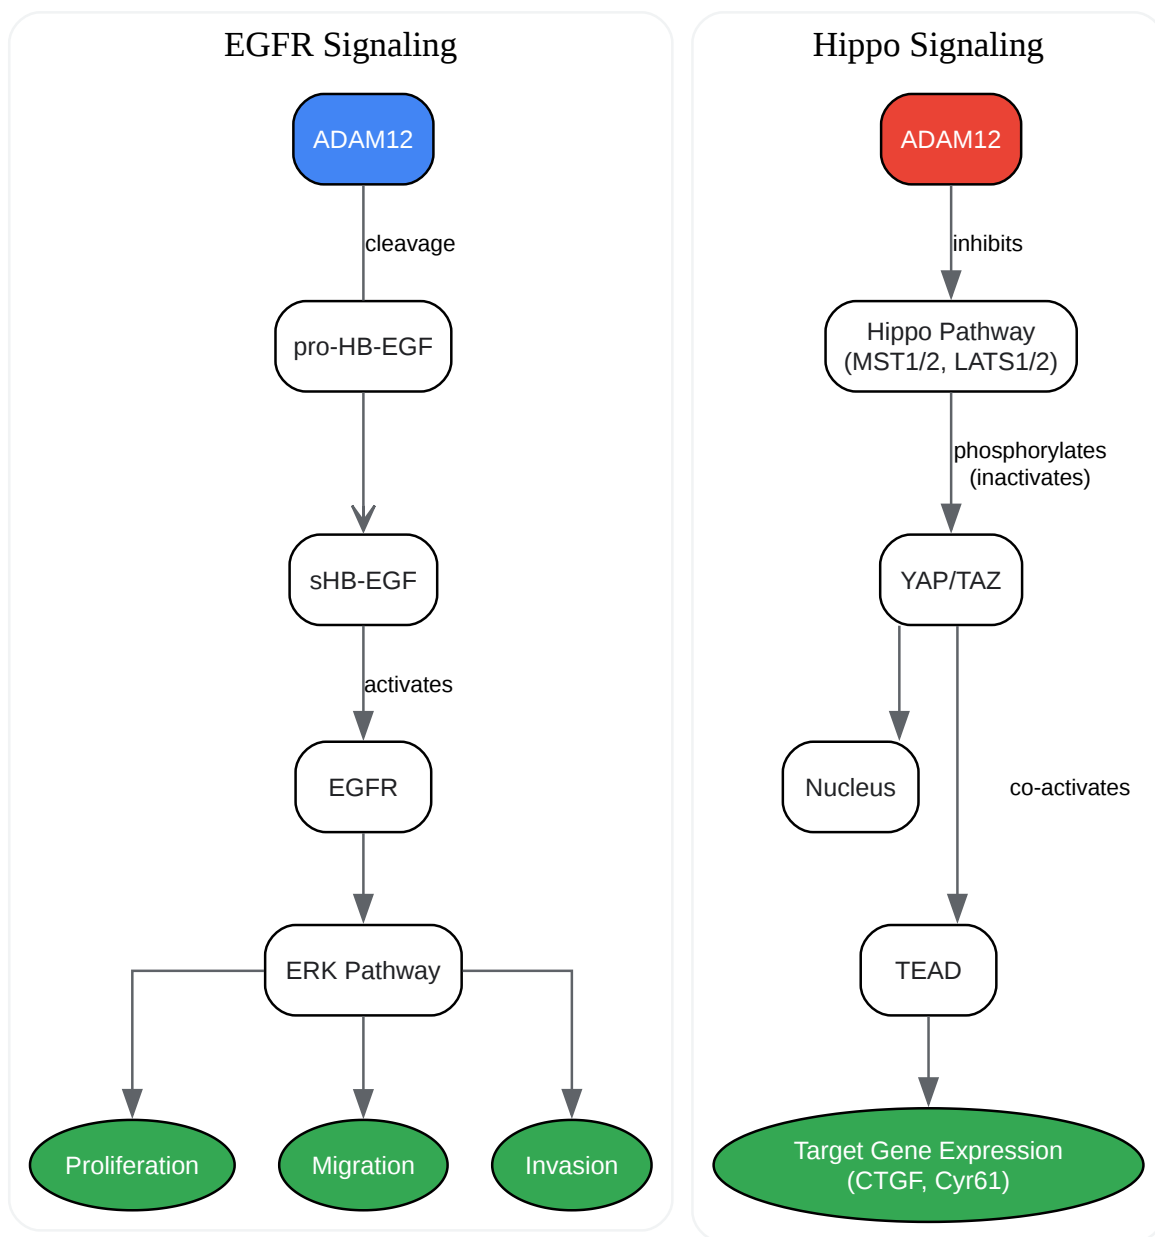 EGFR Signaling
ADAM12
cleavage
pro-HB-EGF
sHB-EGF
activates
EGFR
ERK Pathway
Proliferation
Migration
Invasion
Hippo Signaling
ADAM12
inhibits
Hippo Pathway
(MST1/2, LATS1/2)
phosphorylates
(inactivates)
YAP/TAZ
Nucleus
co-activates
TEAD
Target Gene Expression
(CTGF, Cyr61)